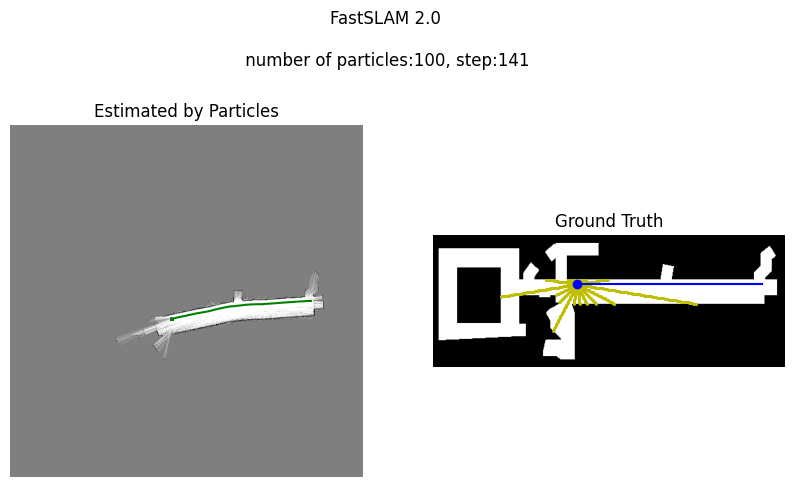 FastSLAM 2.0
number of particles:100, step:141
Estimated by Particles
Ground Truth